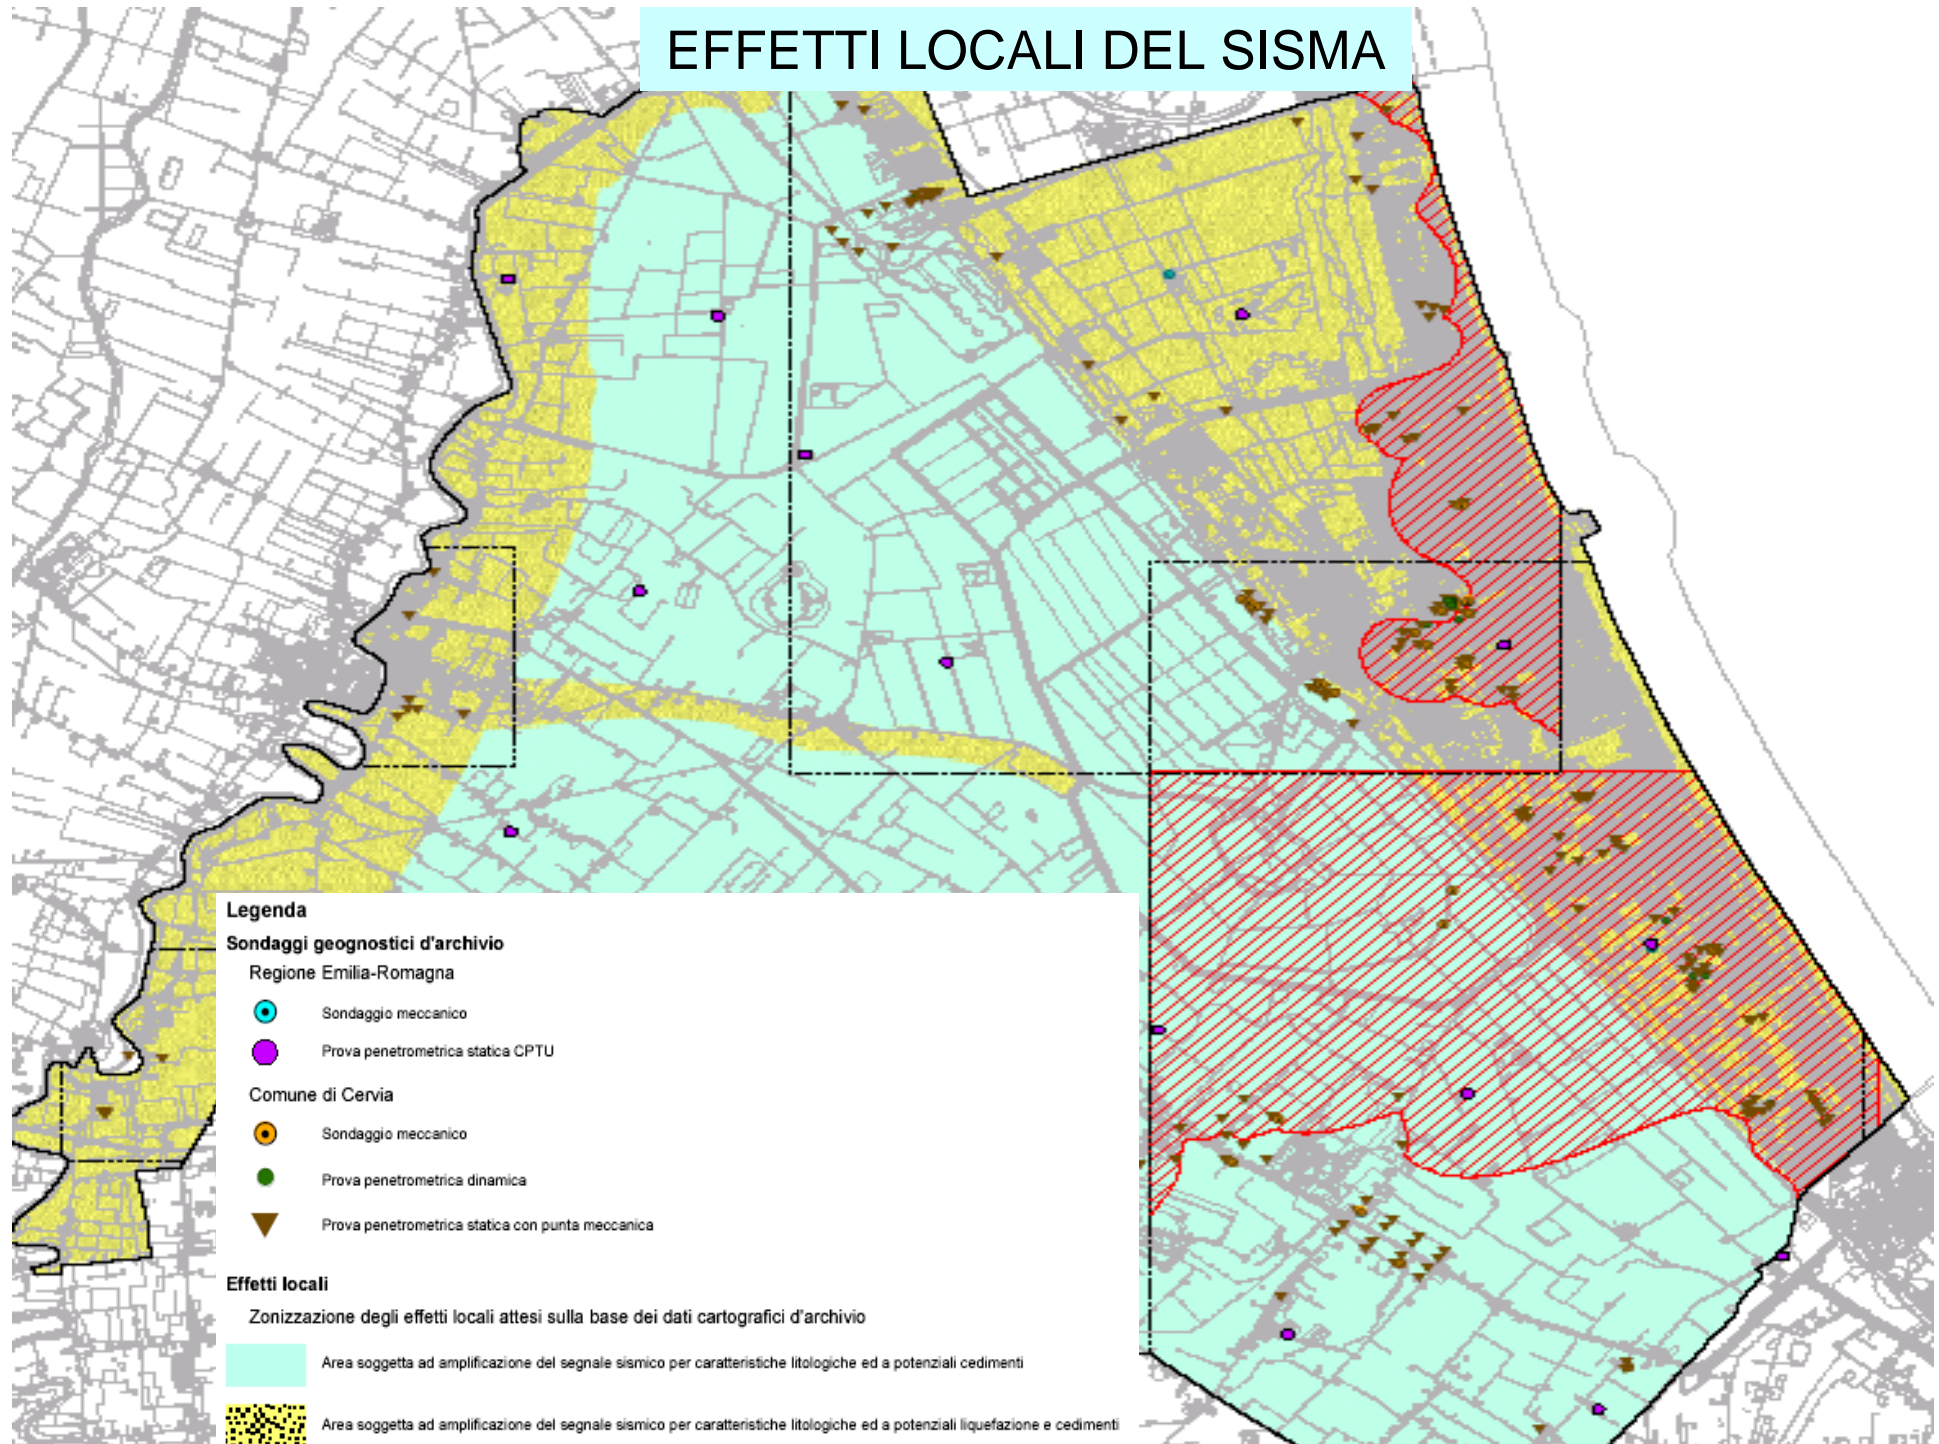 EFFETTI LOCALI DEL SISMA
Legenda
Sondaggi geognostici d'archivio
Regione Emilia-Romagna
Sondaggio meccanico
Prova penetrometrica statica CPTU
Comune di Cervia
Sondaggio meccanico
Prova penetrometrica dinamica
Prova penetrometrica statica con punta meccanica
Effetti locali
Zonizzazione degli effetti locali attesi sulla base dei dati cartografici d'archivio
Area soggetta ad amplificazione del segnale sismico per caratteristiche litologiche ed a potenziali cedimenti
Area soggetta ad amplificazione del segnale sismico per caratteristiche litologiche ed a potenziali liquefazione e cedimenti